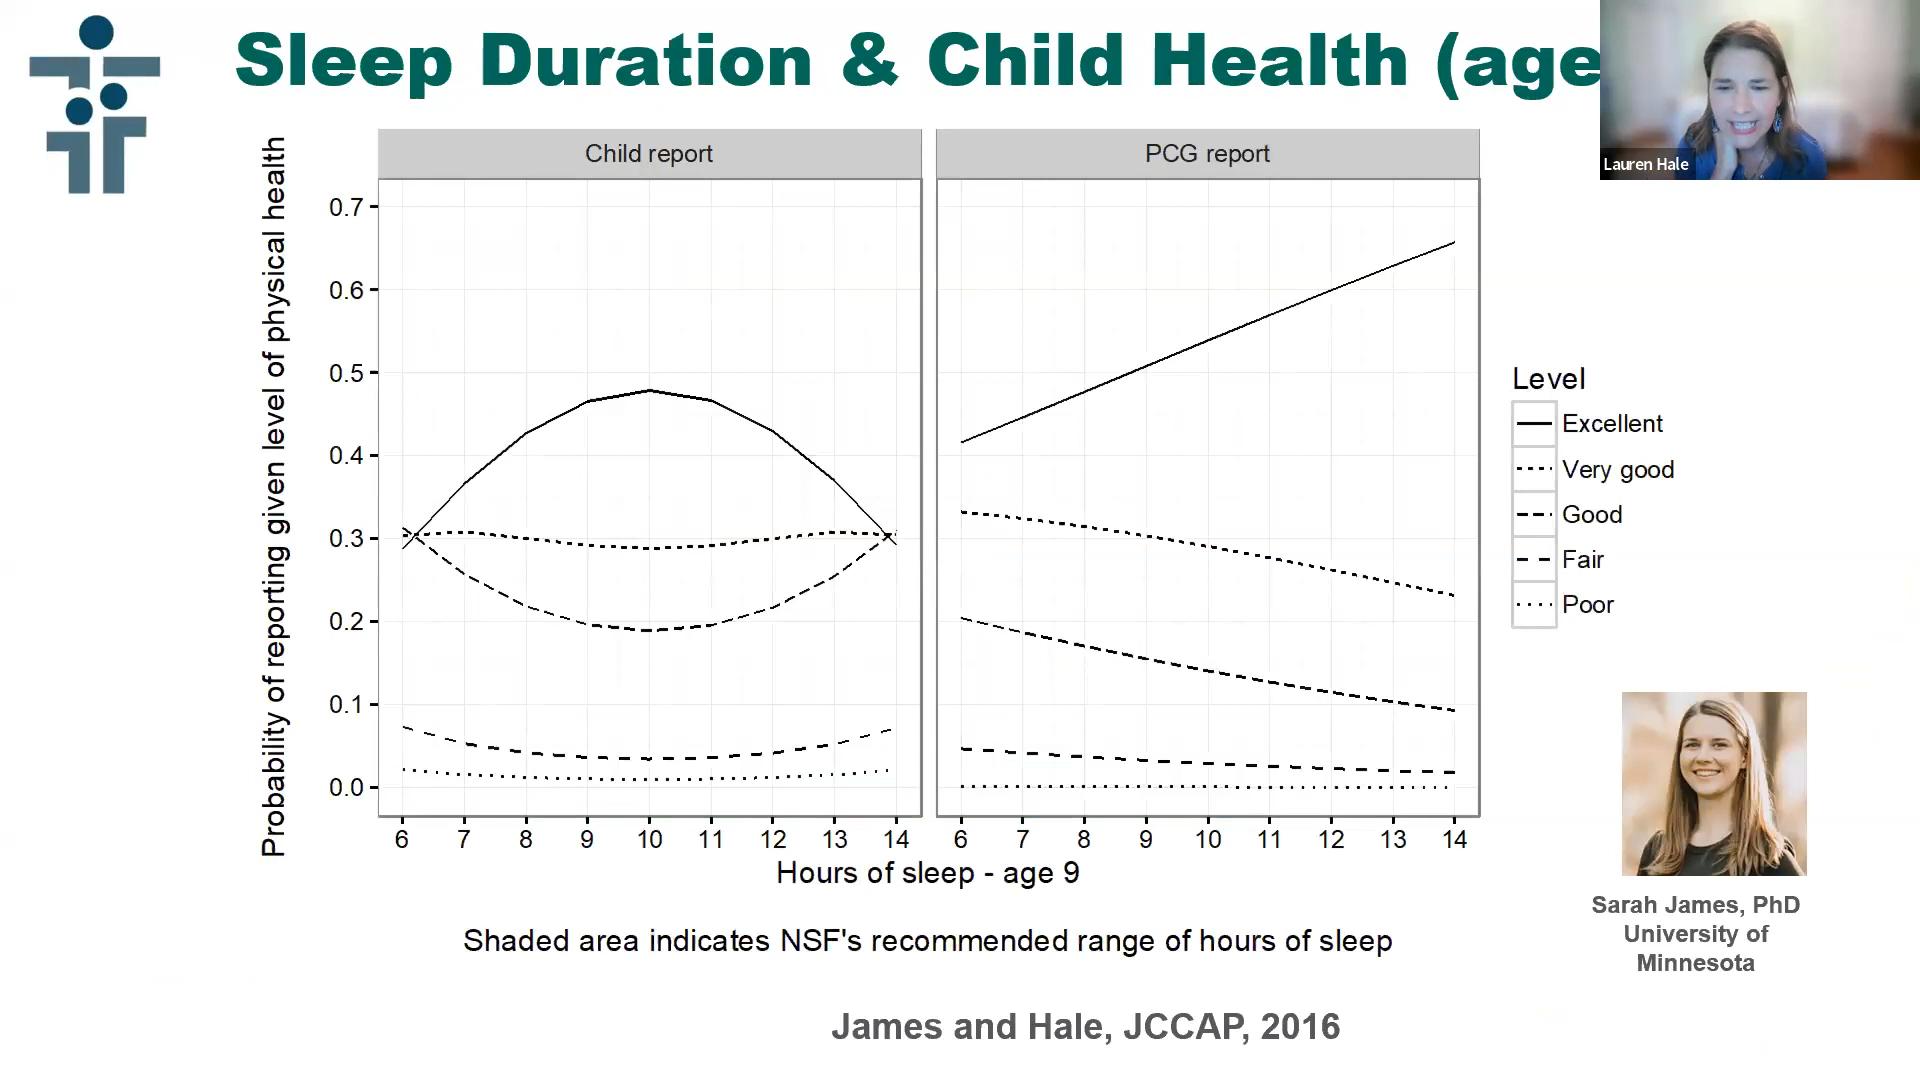 Sleep Duration & Child Health (age
Lauren Hale
Probability of reporting given level of physical health
Child report
PCG report
0.7
0.6
0.5
0.4
0.3
0.2
0.1
0.0
6 7 8 9 10 11 12 13 14
6 7 8 9 10 11 12 13 14
Hours of sleep - age 9
Level
Excellent
Very good
Good
Fair
Poor
Shaded area indicates NSF's recommended range of hours of sleep
Sarah James, PhD
University of
Minnesota
James and Hale, JCCAP, 2016